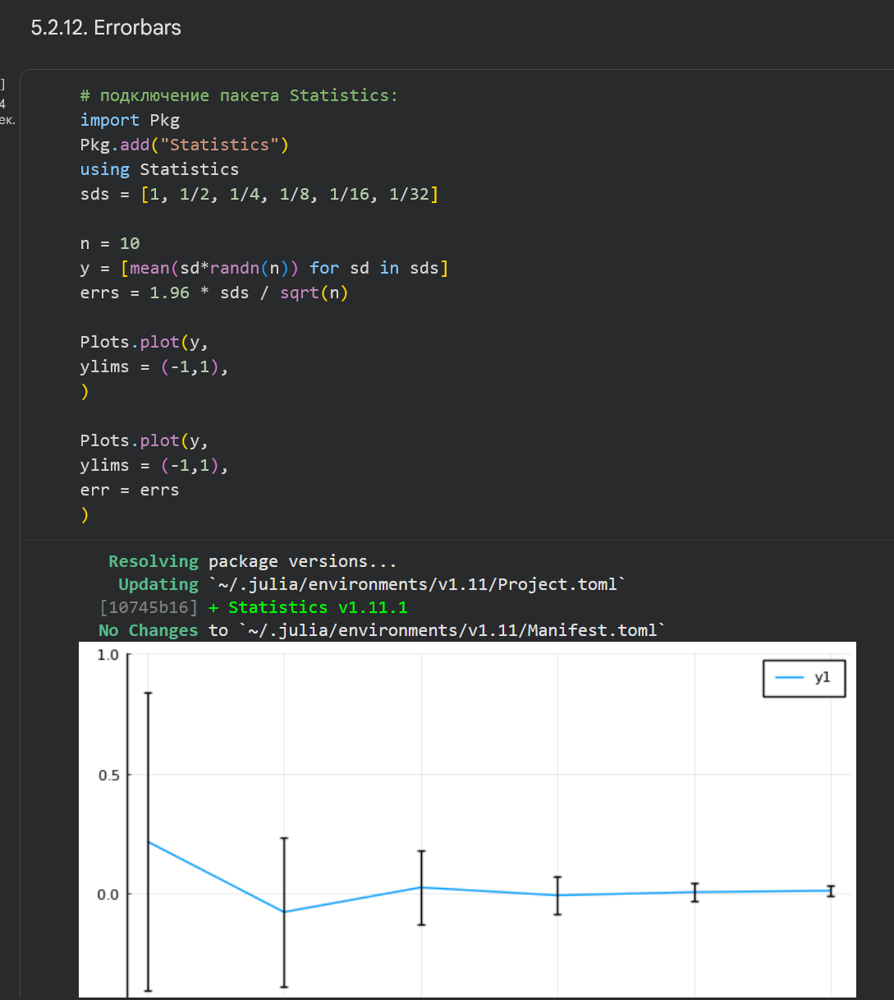 5.2.12. Errorbars
]
4
ек.
# подключение пакета Statistics:
import Pkg
Pkg.add("Statistics")
using Statistics
sds = [1, 1/2, 1/4, 1/8, 1/16, 1/32]
n = 10
y = [mean(sd*randn(n)) for sd in sds]
errs = 1.96 * sds / sqrt(n)
Plots.plot(y,
ylims = (-1,1),
)
Plots.plot(y,
ylims = (-1,1),
err = errs
)
Resolving package versions...
Updating `~/.julia/environments/v1.11/Project.toml`
[10745b16] + Statistics v1.11.1
No Changes to `~/.julia/environments/v1.11/Manifest.toml`
1.0
y1
0.5
0.0